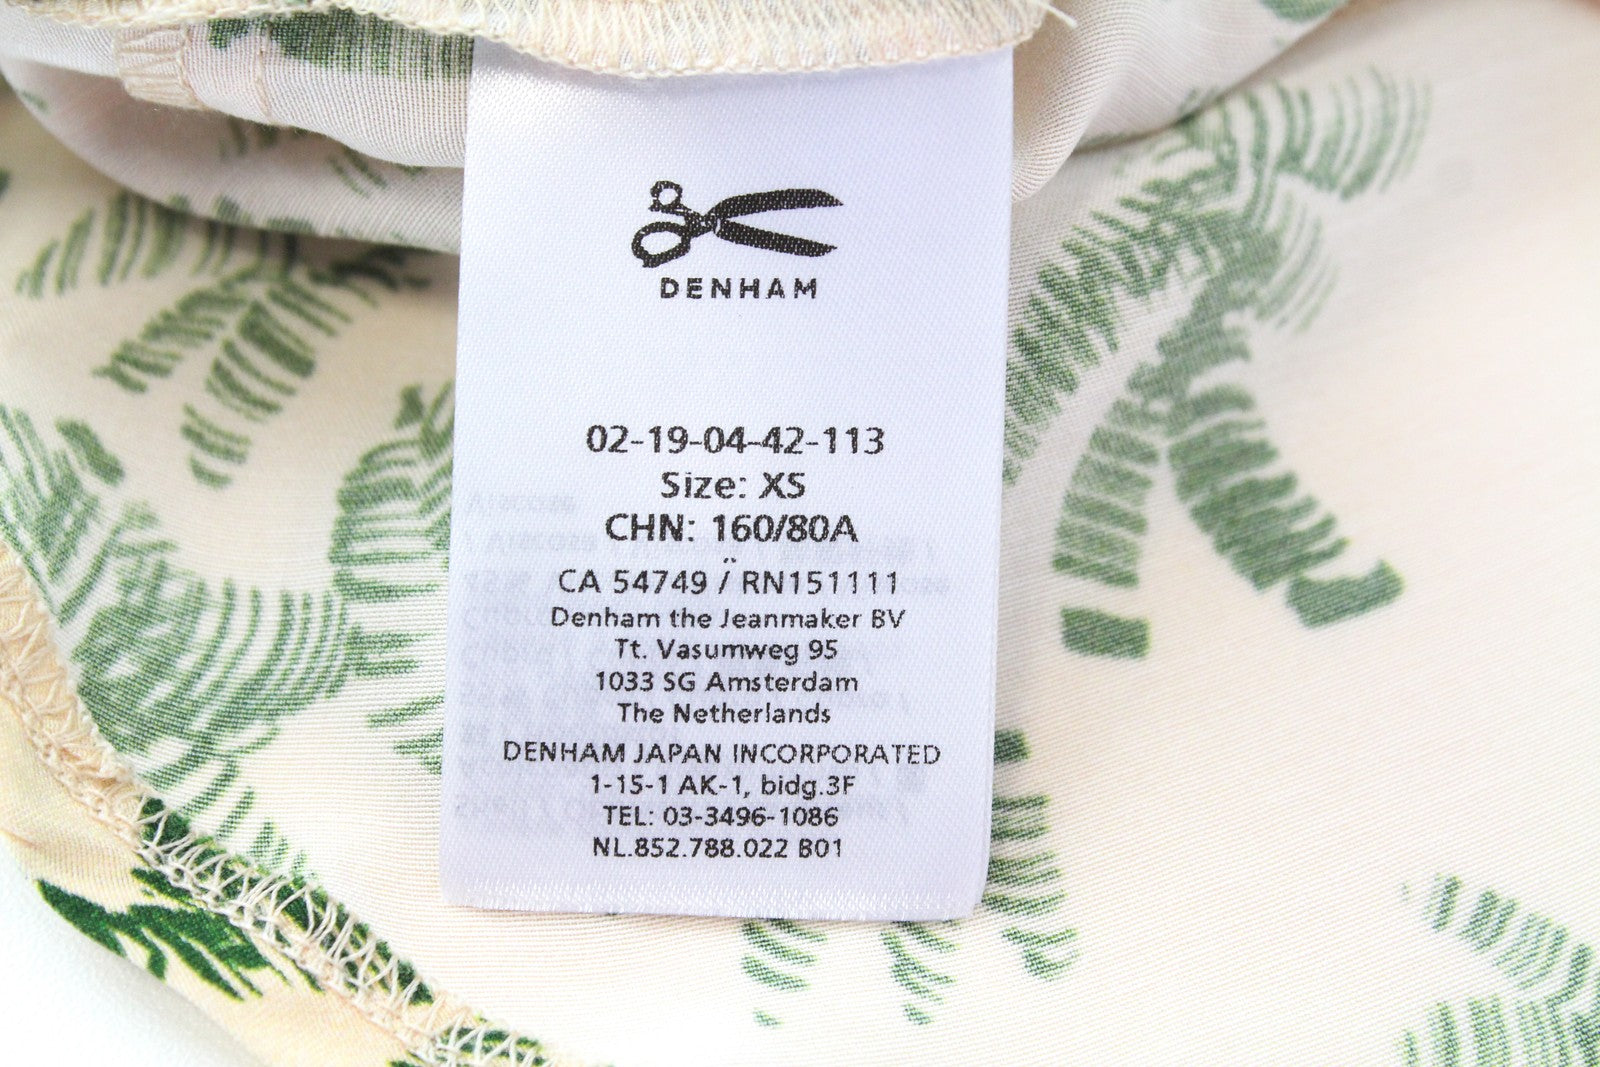 DENHAM
02-19-04-42-113
Size: XS
CHN: 160/80A
CA 54749 / RN151111
Denham the Jeanmaker BV
Tt. Vasumweg 95
1033 SG Amsterdam
The Netherlands
DENHAM JAPAN INCORPORATED
1-15-1 AK-1, bidg.3F
TEL: 03-3496-1086
NL.852.788.022 B01